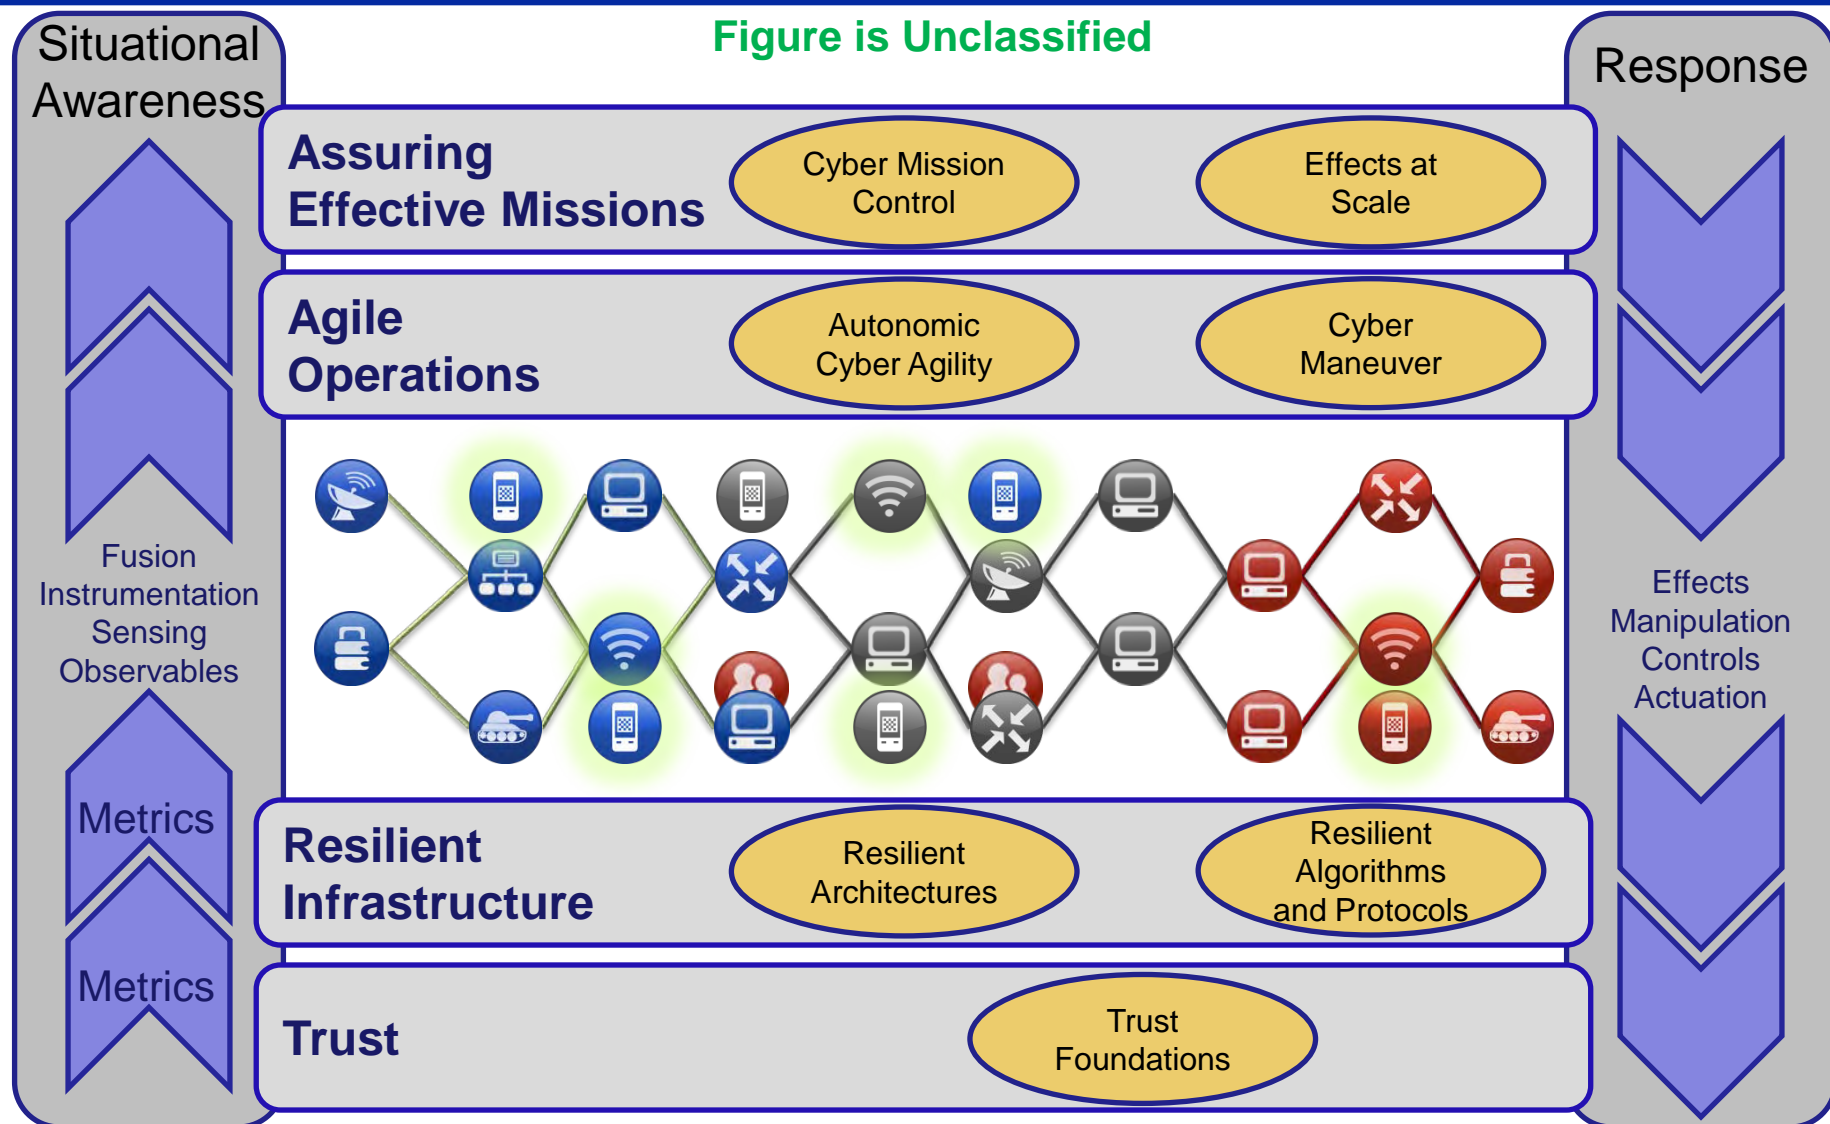 Figure is Unclassified
Situational
Awareness
Fusion
Instrumentation
Sensing
Observables
Metrics
Metrics
Assuring
Effective Missions
Cyber Mission
Control
Effects at
Scale
Agile
Operations
Autonomic
Cyber Agility
Cyber
Maneuver
Resilient
Infrastructure
Resilient
Architectures
Resilient
Algorithms
and Protocols
Trust
Trust
Foundations
Response
Effects
Manipulation
Controls
Actuation